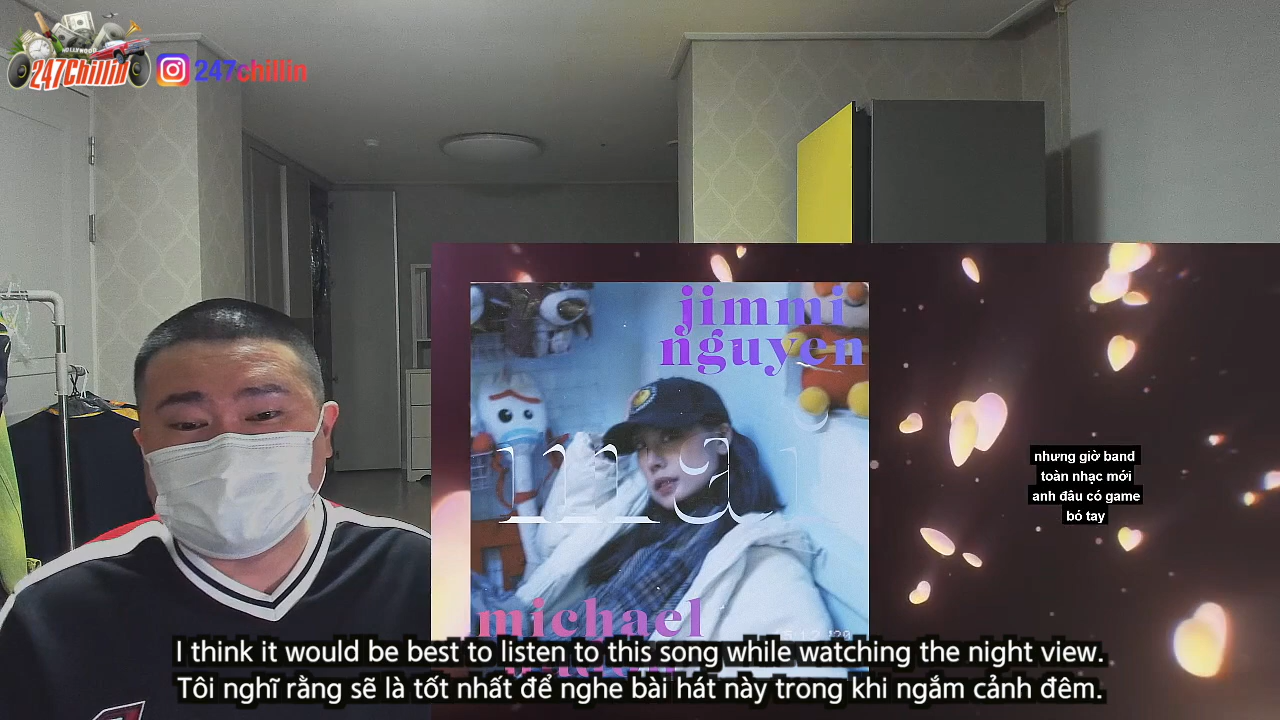 HOLLYWOOD
247Chillin
247chillin
jimmi
nguyen
ma
michael
nhưng giờ band
toàn nhạc mới
anh đâu có game
bó tay
I think it would be best to listen to this song while watching the night view.
Tôi nghĩ rằng sẽ là tốt nhất để nghe bài hát này trong khi ngắm cảnh đêm.